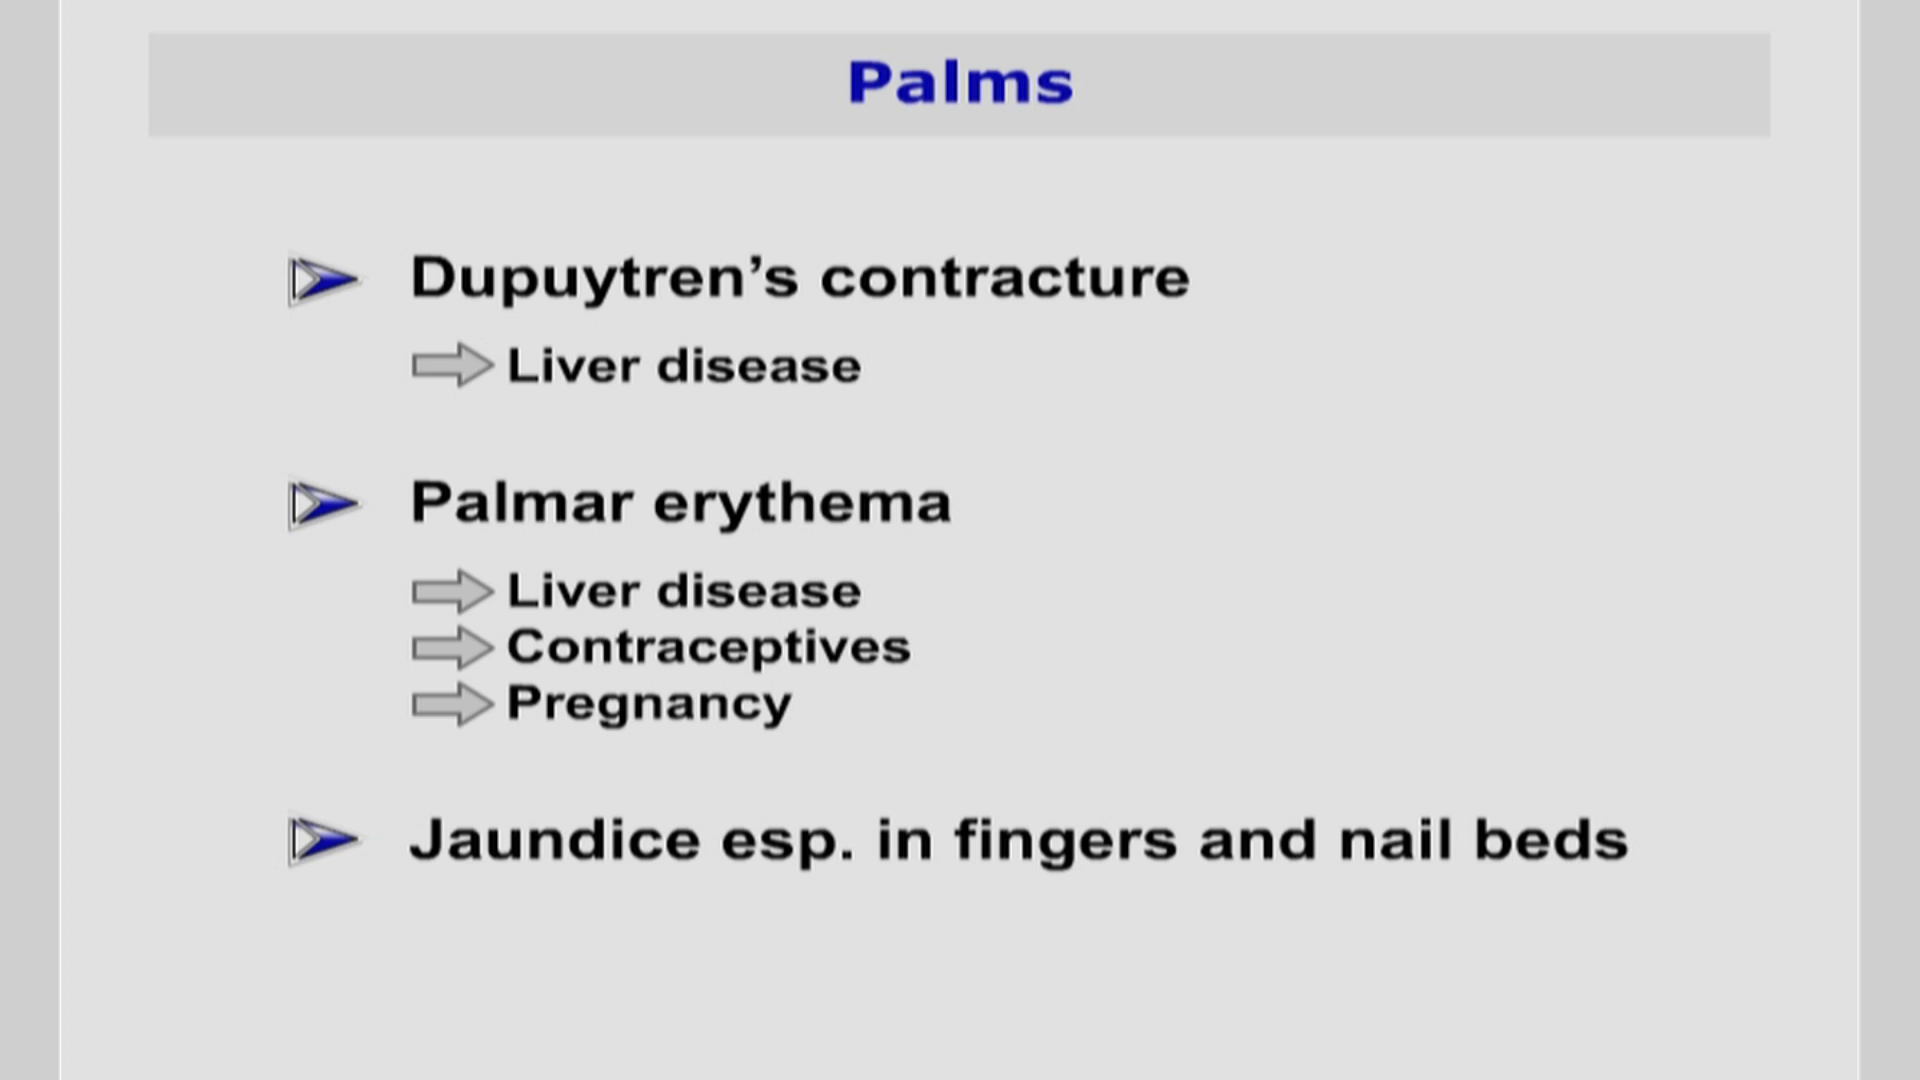 Palms
Dupuytren’s contracture
Liver disease
Palmar erythema
Liver disease
Contraceptives
Pregnancy
Jaundice esp. in fingers and nail beds